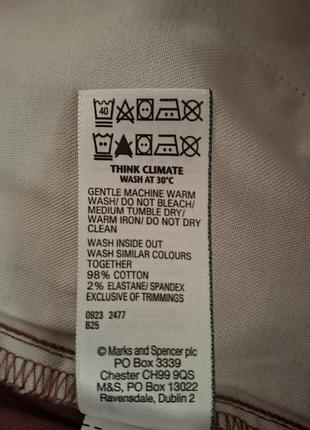 40
THINK CLIMATE
WASH AT 30°C
GENTLE MACHINE WARM
WASH/ DO NOT BLEACH/
MEDIUM TUMBLE DRY/
WARM IRON/ DO NOT DRY
CLEAN
WASH INSIDE OUT
WASH SIMILAR COLOURS
TOGETHER
98% COTTON
2% ELASTANE/ SPANDEX
EXCLUSIVE OF TRIMMINGS
0923 2477
B25
© Marks and Spencer plc
PO Box 3339
Chester CH99 9QS
M&S, PO Box 13022
Ravensdale, Dublin 2